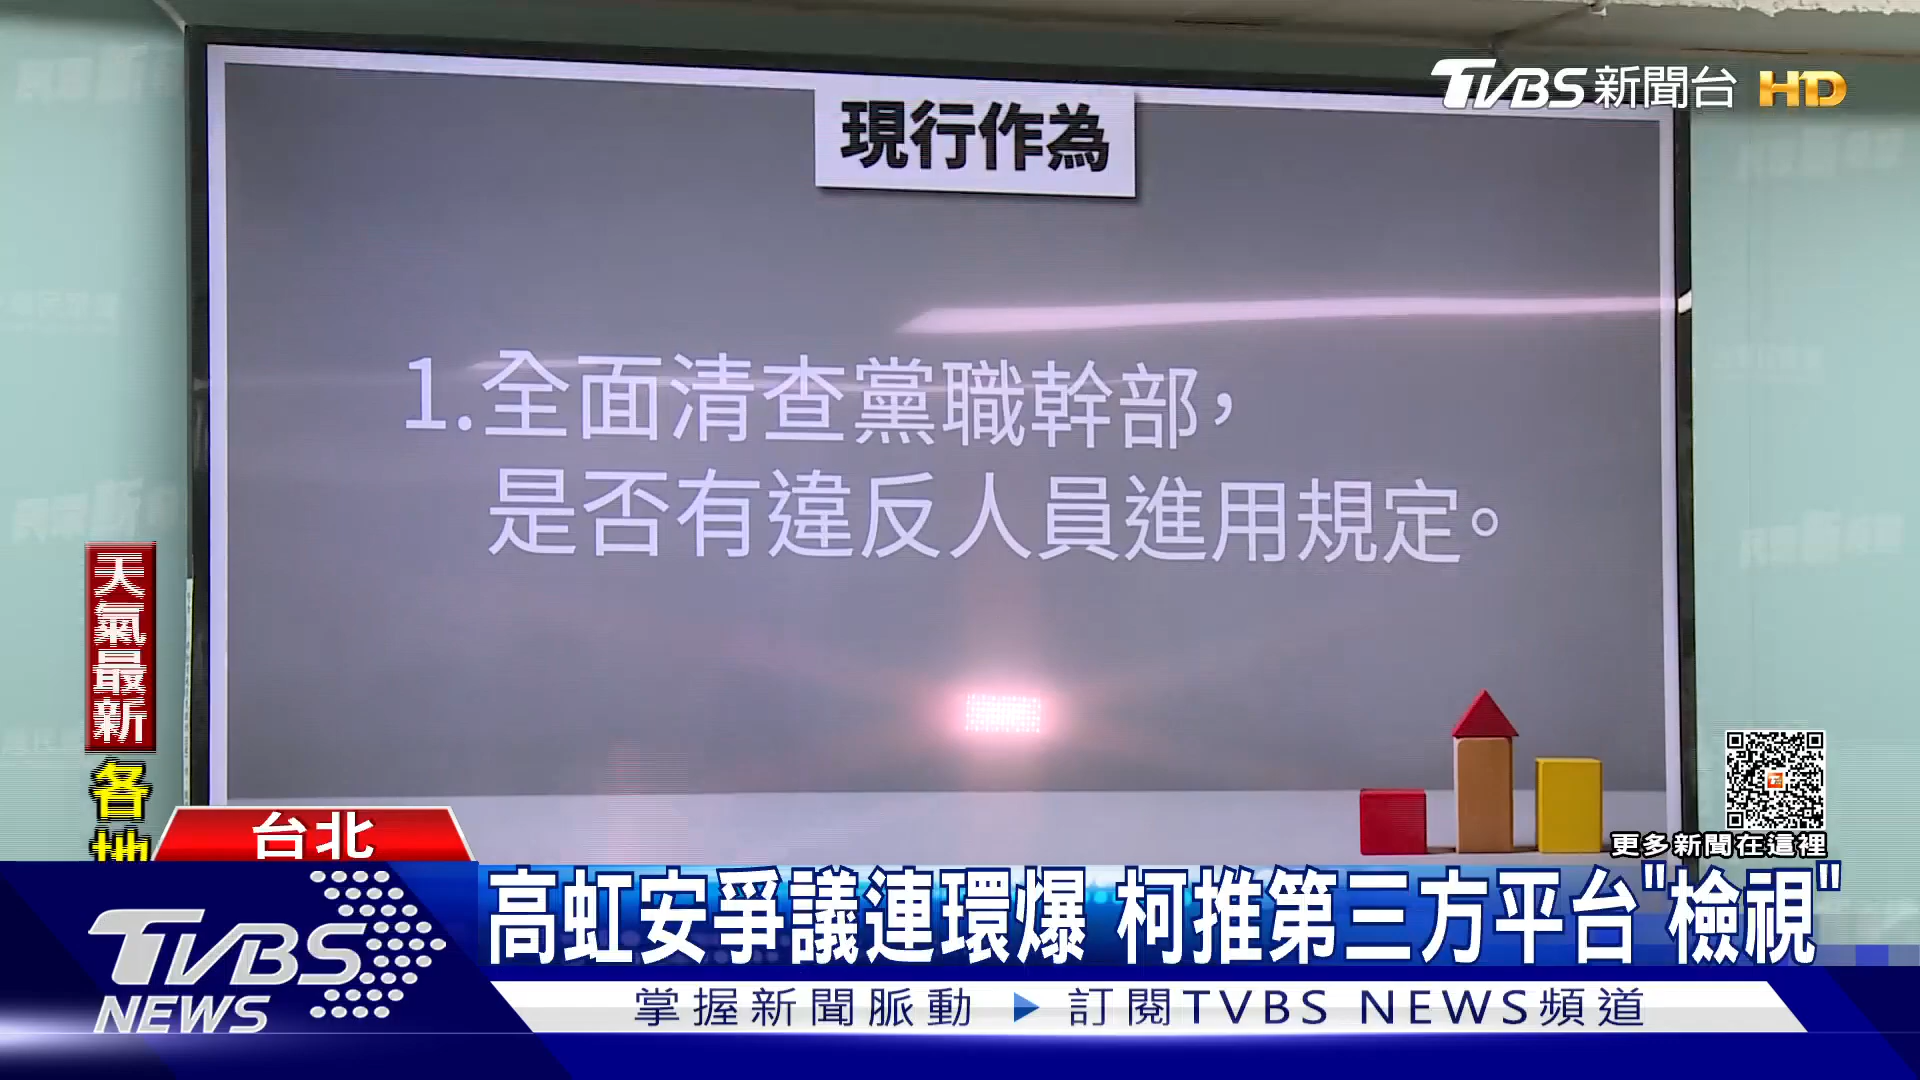 TVBS新聞台 HD
現行作為
1.全面清查黨職幹部，
是否有違反人員進用規定。
天氣最新
各地
更多新聞在這裡
台北
高虹安爭議連環爆 柯推第三方平台"檢視"
TVBS NEWS
掌握新聞脈動 ▶ 訂閱TVBS NEWS頻道